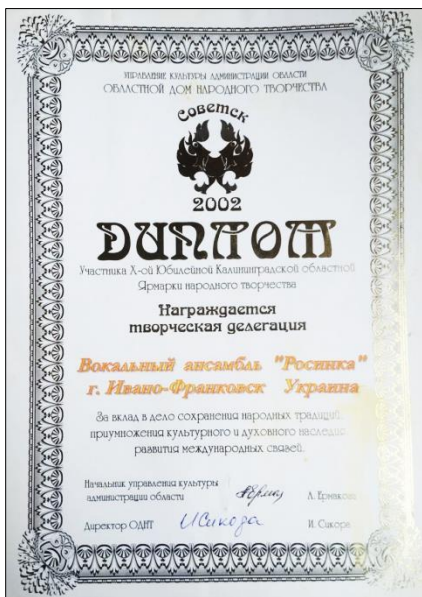 УПРАВЛЕНИЕ КУЛЬТУРЫ АДМИНИСТРАЦИИ ОБЛАСТИ
ОБЛАСТНОЙ ДОМ НАРОДНОГО ТВОРЧЕСТВА
Советск
2002
ДИПЛОМ
Участника X-ой Юбилейной Калининградской областной
Ярмарки народного творчества
Награждается
творческая делегация
Вокальный ансамбль "Росинка"
г. Ивано-Франковск Украина
За вклад в дело сохранения народных традиций,
приумножения культурного и духовного наследия,
развития международных связей.
Начальник управления культуры
администрации области Л. Ермакова
Директор ОДНТ ИСикора И. Сикора